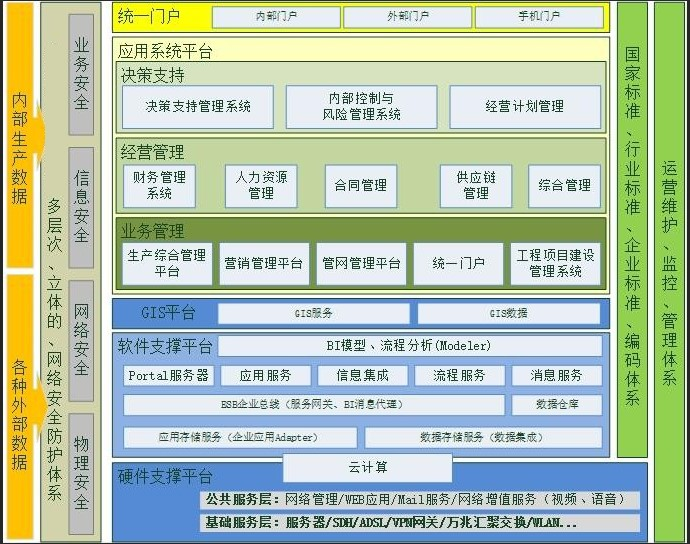 内部生产数据
各种外部数据
多层次、立体的、网络安全防护体系
业务安全
信息安全
网络安全
物理安全
统一门户
内部门户
外部门户
手机门户
应用系统平台
决策支持
决策支持管理系统
内部控制与
风险管理系统
经营计划管理
经营管理
财务管理
系统
人力资源
管理
合同管理
供应链
管理
综合管理
业务管理
生产综合管理
平台
营销管理平台
管网管理平台
统一门户
工程项目建设
管理系统
GIS平台
GIS服务
GIS数据
软件支撑平台
BI模型、流程分析(Modeler)
Portal服务器
应用服务
信息集成
流程服务
消息服务
ESB企业总线（服务网关、BI消息代理）
数据仓库
应用存储服务（企业应用Adapter）
数据存储服务（数据集成）
云计算
硬件支撑平台
公共服务层：网络管理/WEB应用/Mail服务/网络增值服务（视频、语音）
基础服务层：服务器/SDH/ADSL/VPN网关/万兆汇聚交换/WLAN...
国家标准、行业标准、企业标准、编码体系
运营维护、监控、管理体系